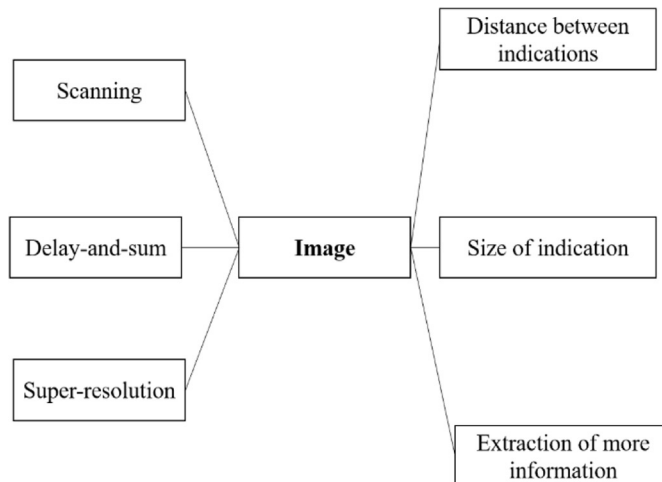 Distance between
indications
Scanning
Delay-and-sum
Image
Size of indication
Super-resolution
Extraction of more
information